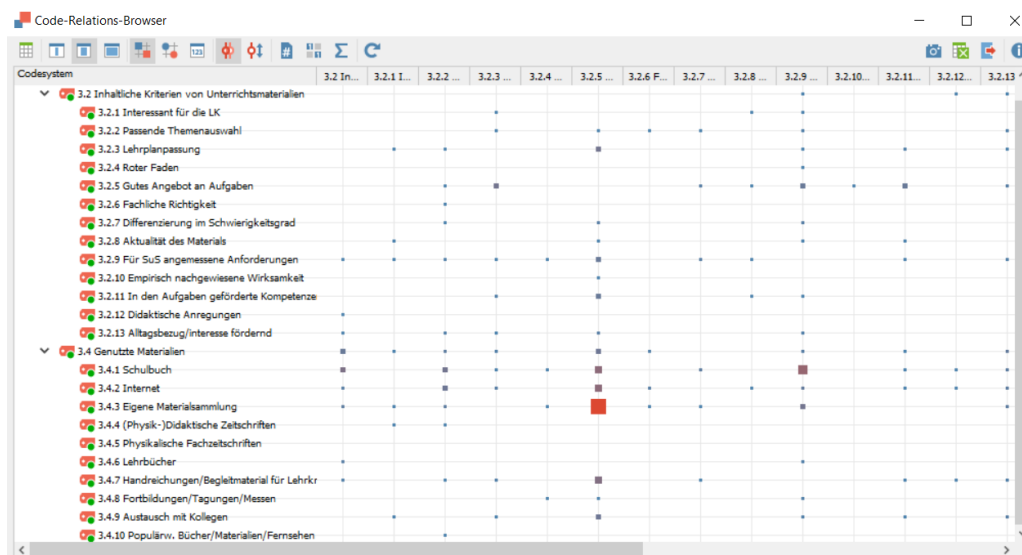 Code-Relations-Browser
Codesystem 3.2 In... 3.2.1 I... 3.2.2 ... 3.2.3 ... 3.2.4 ... 3.2.5 ... 3.2.6 F... 3.2.7 ... 3.2.8 ... 3.2.9 ... 3.2.10... 3.2.11... 3.2.12... 3.2.13
3.2 Inhaltliche Kriterien von Unterrichtsmaterialien
3.2.1 Interessant für die LK
3.2.2 Passende Themenauswahl
3.2.3 Lehrplanpassung
3.2.4 Roter Faden
3.2.5 Gutes Angebot an Aufgaben
3.2.6 Fachliche Richtigkeit
3.2.7 Differenzierung im Schwierigkeitsgrad
3.2.8 Aktualität des Materials
3.2.9 Für SuS angemessene Anforderungen
3.2.10 Empirisch nachgewiesene Wirksamkeit
3.2.11 In den Aufgaben geförderte Kompetenze
3.2.12 Didaktische Anregungen
3.2.13 Alltagsbezug/interesse fördernd
3.4 Genutzte Materialien
3.4.1 Schulbuch
3.4.2 Internet
3.4.3 Eigene Materialsammlung
3.4.4 (Physik-)Didaktische Zeitschriften
3.4.5 Physikalische Fachzeitschriften
3.4.6 Lehrbücher
3.4.7 Handreichungen/Begleitmaterial für Lehrkr
3.4.8 Fortbildungen/Tagungen/Messen
3.4.9 Austausch mit Kollegen
3.4.10 Populärw. Bücher/Materialien/Fernsehen